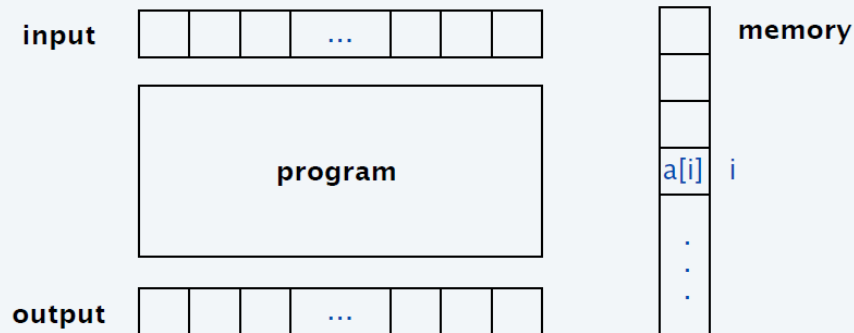 input
...
memory
program
a[i] i
.
.
.
output
...